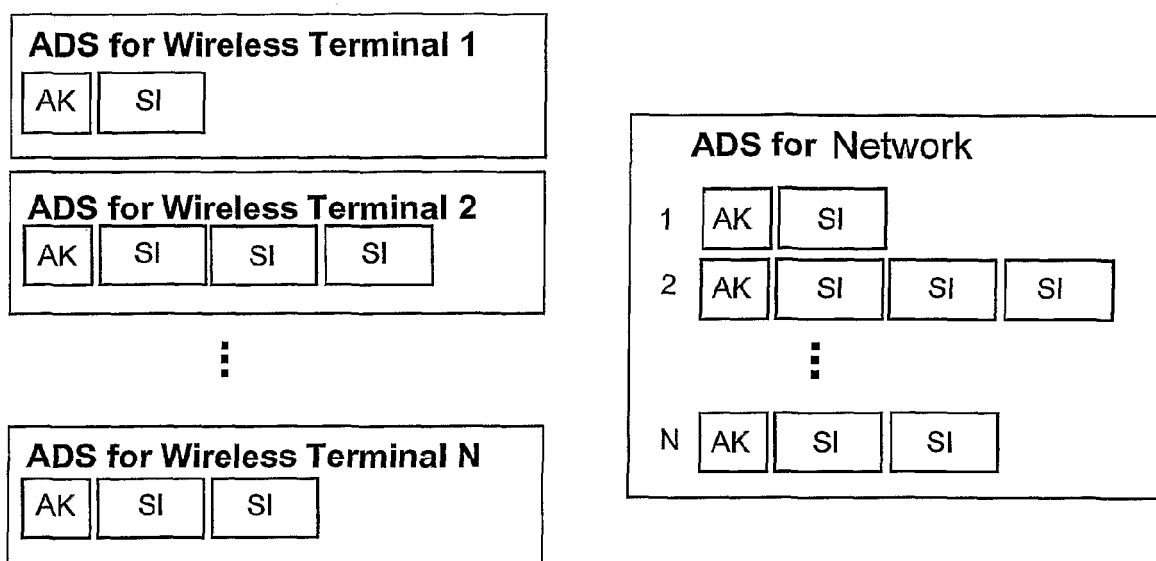 ADS for Wireless Terminal 1
AK SI
ADS for Wireless Terminal 2
AK SI SI SI
ADS for Wireless Terminal N
AK SI SI
ADS for Network
1 AK SI
2 AK SI SI SI
N AK SI SI